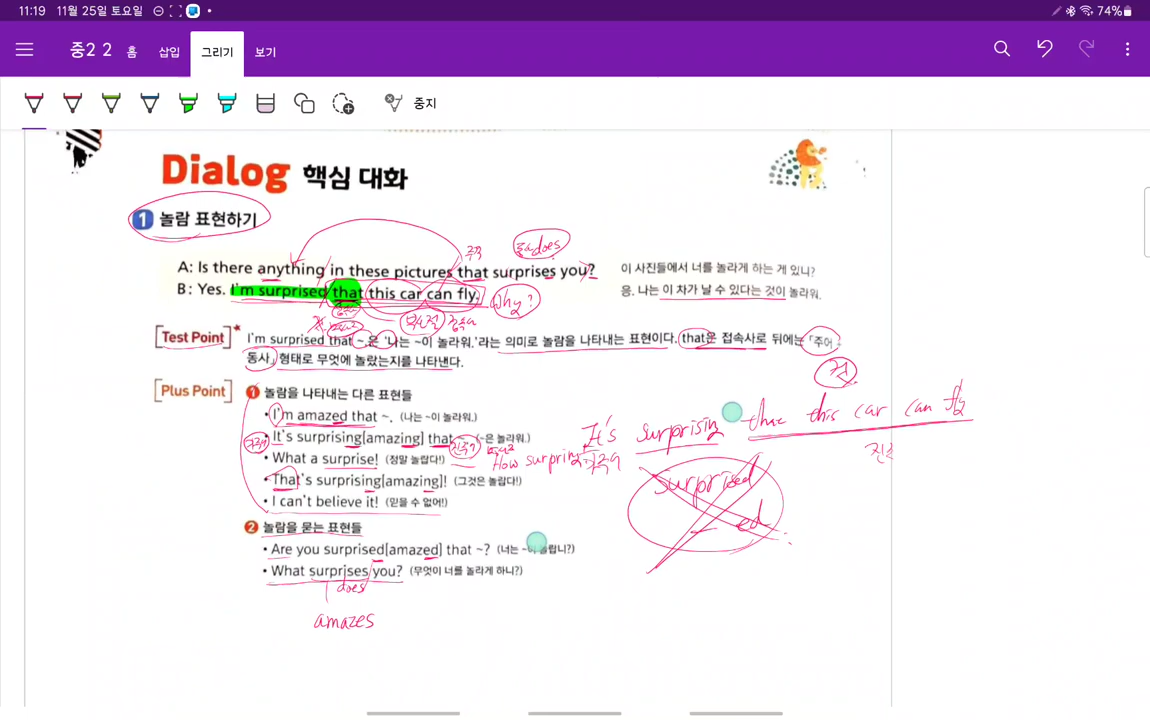 11:19 11월 25일 토요일
74%
중2 2 홈 삽입 그리기 보기
중지
Dialog 핵심 대화
1 놀람 표현하기
주격
does
A: Is there anything in these pictures that surprises you?
이 사진들에서 너를 놀라게 하는 게 있니?
B: Yes. I'm surprised that this car can fly.
Why?
응. 나는 이 차가 날 수 있다는 것이 놀라워.
Test Point
I'm surprised that ~.은 '나는 ~이 놀라워.'라는 의미로 놀람을 나타내는 표현이다. that은 접속사로 뒤에는 「주어+
동사」 형태로 무엇에 놀랐는지를 나타낸다.
절
Plus Point
1 놀람을 나타내는 다른 표현들
• I'm amazed that ~. (나는 ~이 놀라워.)
• It's surprising[amazing] that ~. (~은 놀라워.)
It's surprising that this car can fly
가주어
진주어
• What a surprise! (정말 놀랍다!)
How surprising
• That's surprising[amazing]! (그것은 놀랍다!)
surprised
• I can't believe it! (믿을 수 없어!)
ed
2 놀람을 묻는 표현들
• Are you surprised[amazed] that ~? (너는 ~이 놀랍니?)
• What surprises you? (무엇이 너를 놀라게 하니?)
does
amazes